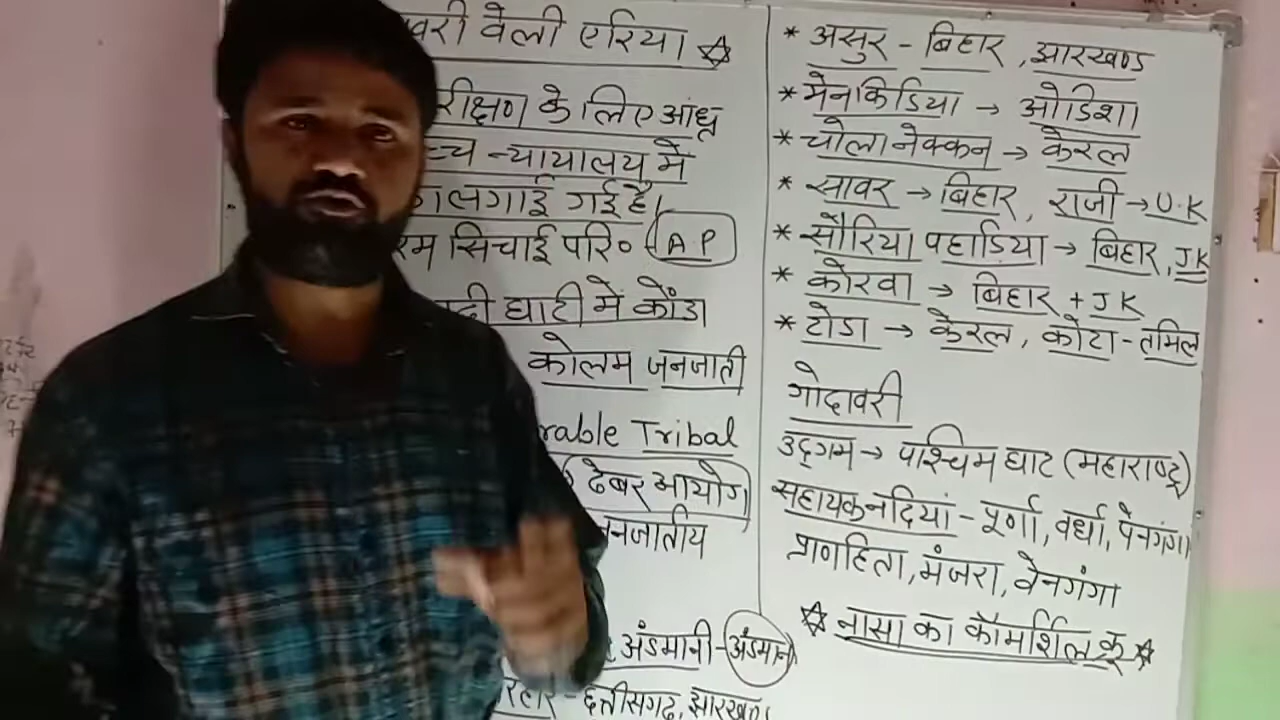 वेली एरिया ☆
के लिए आंध्र
न्यायालय में
लगाई गई है।
सिचाई परि० (A.P)
घाटी में कोंडा
कोलम जनजाती
Tribal
ढेबर आयोग
अंडमानी - अंडमान
छत्तीसगढ़, झारखण्ड
* असुर - बिहार, झारखण्ड
* मेनकिडिया → ओडिशा
* चोलानेक्कन → केरल
* सावर → बिहार, राजी → U.K
* सौरिया पहाडिया → बिहार, JK
* कोरवा → बिहार + JK
* टोडा → केरल, कोटा - तमिल
गोदावरी
उद्गम → पश्चिम घाट (महाराष्ट्र)
सहायक नदियां - पूर्णा, वर्धा, पेनगंगा
प्राणहिता, मंजरा, वेनगंगा
☆ नासा का कॉमर्शिल क्रू ☆